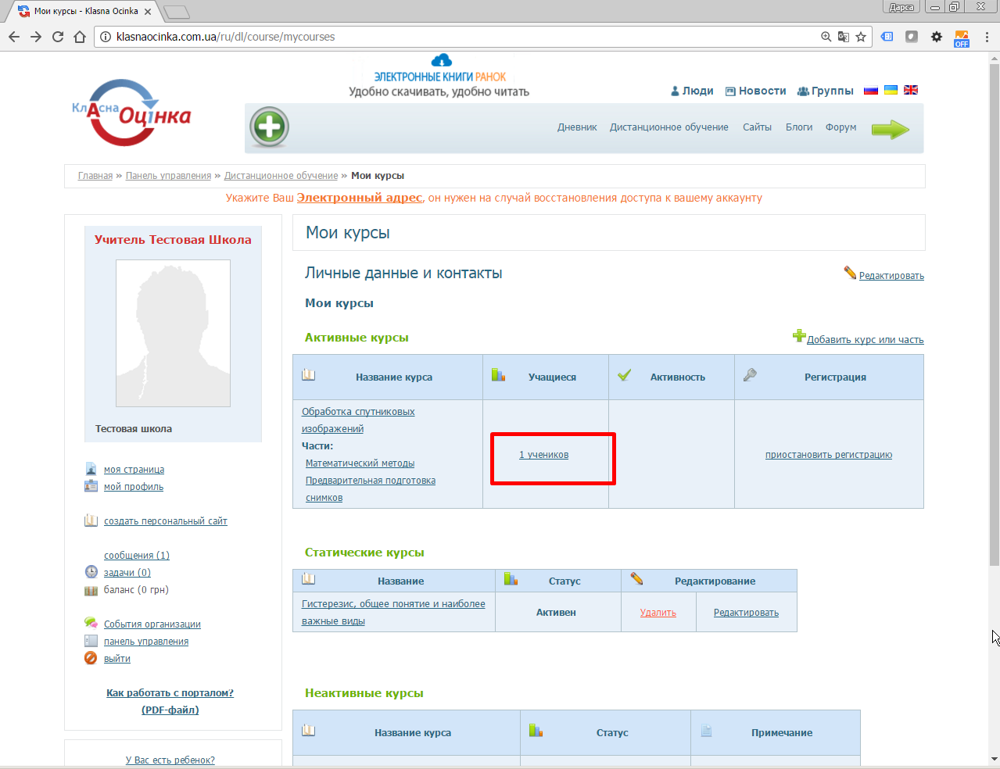 Мои курсы - Klasna Ocinka
Дарса
klasnaocinka.com.ua/ru/dl/course/mycourses
OFF
ЭЛЕКТРОННЫЕ КНИГИ РАНОК
Удобно скачивать, удобно читать
КлАсна Оцінка
Люди Новости Группы
Дневник Дистанционное обучение Сайты Блоги Форум
Главная » Панель управления » Дистанционное обучение » Мои курсы
Укажите Ваш Электронный адрес, он нужен на случай восстановления доступа к вашему аккаунту
Учитель Тестовая Школа
Тестовая школа
моя страница
мой профиль
создать персональный сайт
сообщения (1)
задачи (0)
баланс (0 грн)
События организации
панель управления
выйти
Как работать с порталом?
(PDF-файл)
У Вас есть ребенок?
Мои курсы
Личные данные и контакты
Редактировать
Мои курсы
Активные курсы
Добавить курс или часть
Название курса Учащиеся Активность Регистрация
Обработка спутниковых
изображений
Части:
Математический методы
Предварительная подготовка
снимков
1 учеников
приостановить регистрацию
Статические курсы
Название Статус Редактирование
Гистерезис, общее понятие и наиболее
важные виды
Активен
Удалить
Редактировать
Неактивные курсы
Название курса Статус Примечание